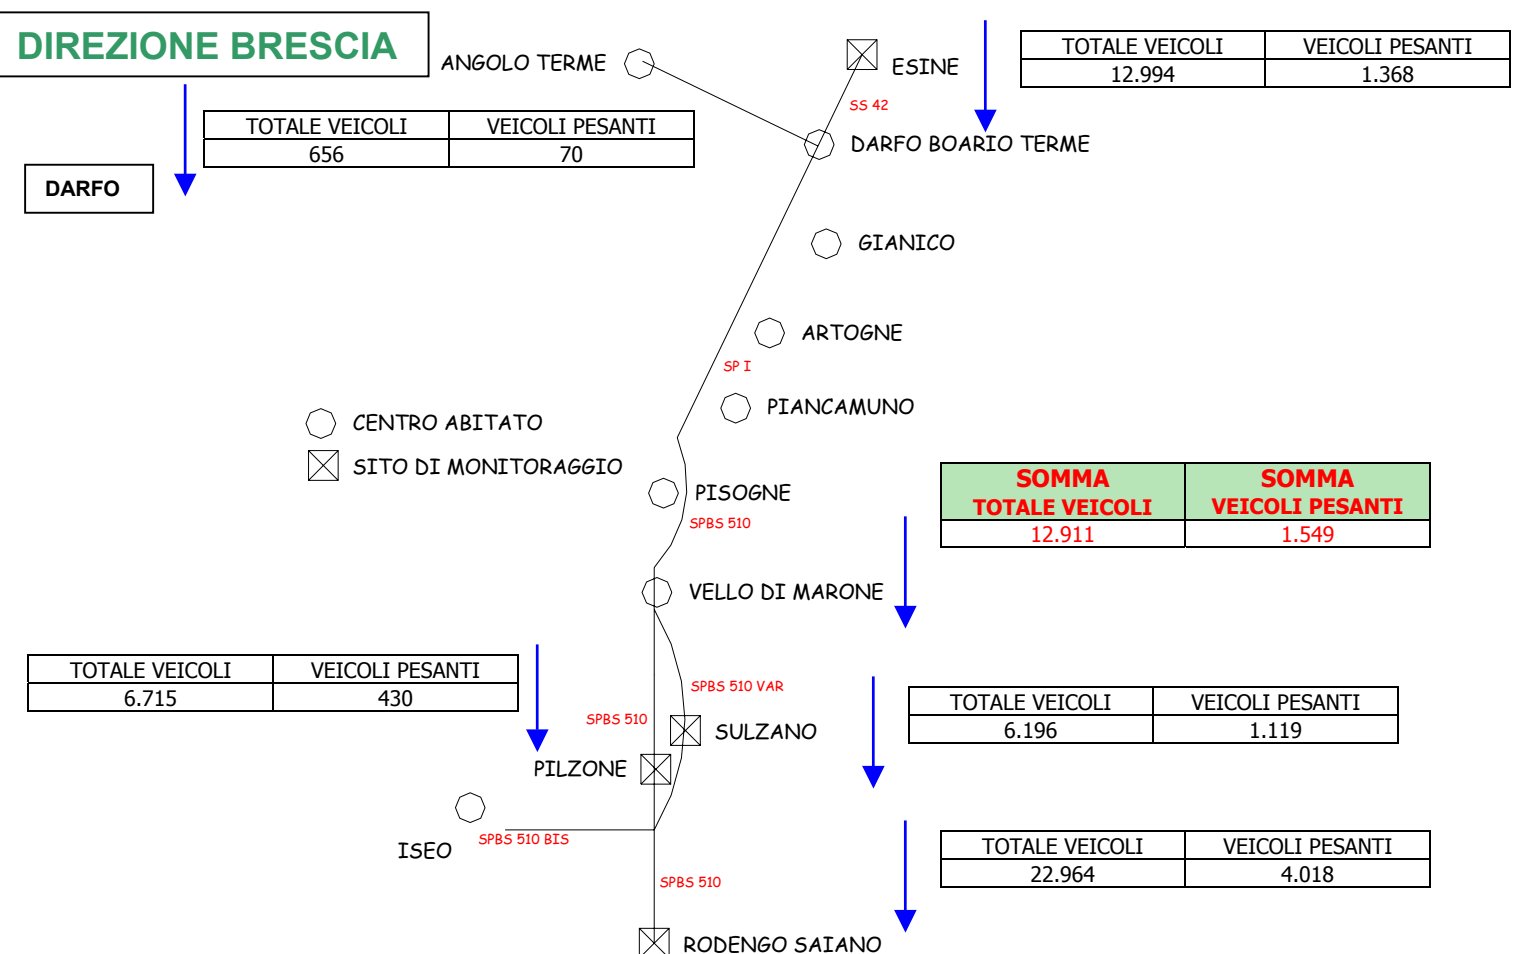 DIREZIONE BRESCIA
ANGOLO TERME
ESINE
TOTALE VEICOLI VEICOLI PESANTI
12.994 1.368
SS 42
TOTALE VEICOLI VEICOLI PESANTI
656 70
DARFO BOARIO TERME
DARFO
GIANICO
ARTOGNE
SP I
PIANCAMUNO
CENTRO ABITATO
SITO DI MONITORAGGIO
PISOGNE
SOMMA TOTALE VEICOLI SOMMA VEICOLI PESANTI
12.911 1.549
SPBS 510
VELLO DI MARONE
TOTALE VEICOLI VEICOLI PESANTI
6.715 430
SPBS 510 VAR
TOTALE VEICOLI VEICOLI PESANTI
6.196 1.119
SPBS 510
SULZANO
PILZONE
ISEO
SPBS 510 BIS
TOTALE VEICOLI VEICOLI PESANTI
22.964 4.018
SPBS 510
RODENGO SAIANO